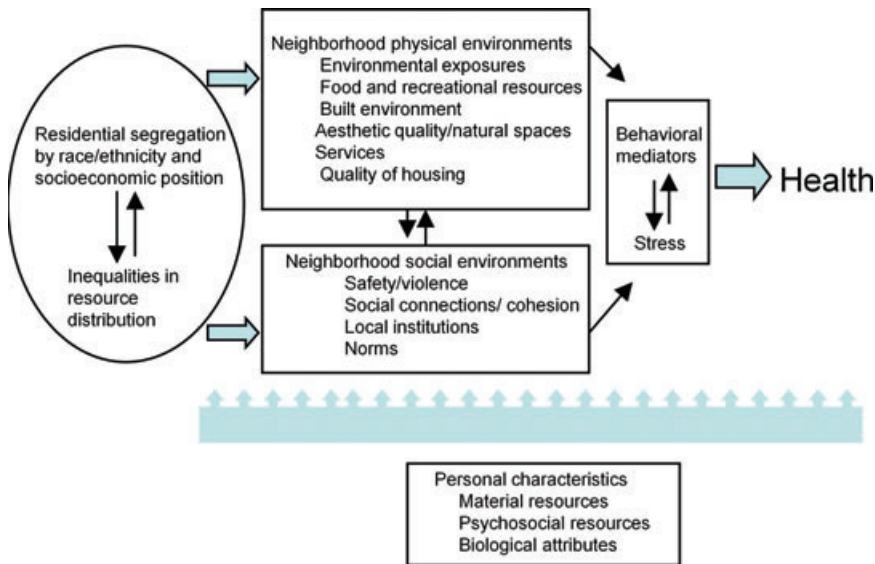 Residential segregation
by race/ethnicity and
socioeconomic position
Inequalities in
resource
distribution
Neighborhood physical environments
Environmental exposures
Food and recreational resources
Built environment
Aesthetic quality/natural spaces
Services
Quality of housing
Neighborhood social environments
Safety/violence
Social connections/ cohesion
Local institutions
Norms
Behavioral
mediators
Stress
Health
Personal characteristics
Material resources
Psychosocial resources
Biological attributes